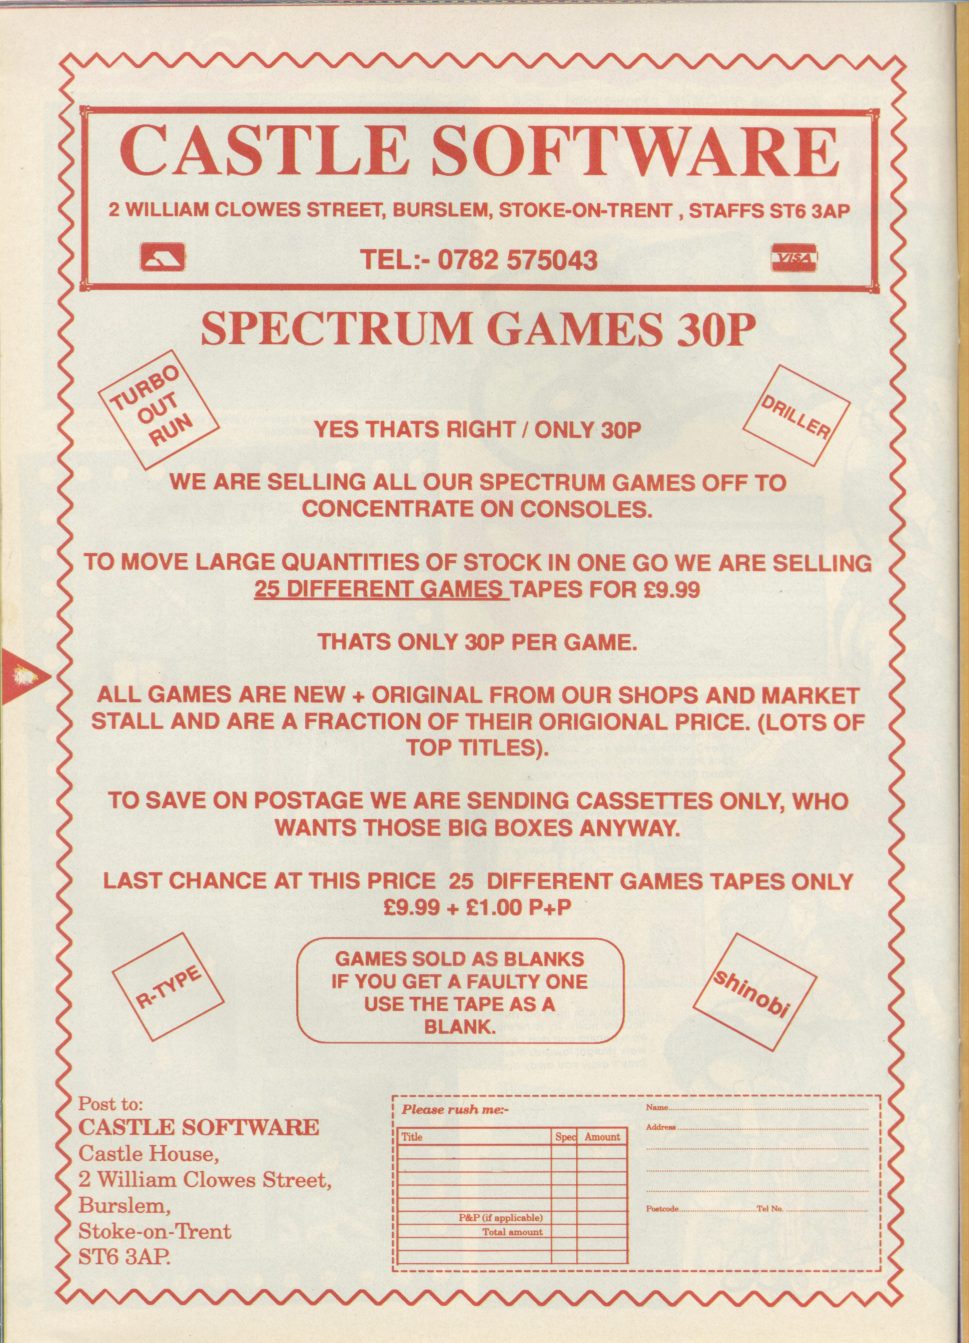 CASTLE SOFTWARE
2 WILLIAM CLOWES STREET, BURSLEM, STOKE-ON-TRENT , STAFFS ST6 3AP
TEL:- 0782 575043
VISA
SPECTRUM GAMES 30P
TURBO
OUT
RUN
DRILLER
YES THATS RIGHT / ONLY 30P
WE ARE SELLING ALL OUR SPECTRUM GAMES OFF TO
CONCENTRATE ON CONSOLES.
TO MOVE LARGE QUANTITIES OF STOCK IN ONE GO WE ARE SELLING
25 DIFFERENT GAMES TAPES FOR £9.99
THATS ONLY 30P PER GAME.
ALL GAMES ARE NEW + ORIGINAL FROM OUR SHOPS AND MARKET
STALL AND ARE A FRACTION OF THEIR ORIGIONAL PRICE. (LOTS OF
TOP TITLES).
TO SAVE ON POSTAGE WE ARE SENDING CASSETTES ONLY, WHO
WANTS THOSE BIG BOXES ANYWAY.
LAST CHANCE AT THIS PRICE 25 DIFFERENT GAMES TAPES ONLY
£9.99 + £1.00 P+P
R-TYPE
GAMES SOLD AS BLANKS
IF YOU GET A FAULTY ONE
USE THE TAPE AS A
BLANK.
shinobi
Post to:
CASTLE SOFTWARE
Castle House,
2 William Clowes Street,
Burslem,
Stoke-on-Trent
ST6 3AP.
Please rush me:-
Title Spec Amount
P&P (if applicable)
Total amount
Name
Address
Postcode Tel No.